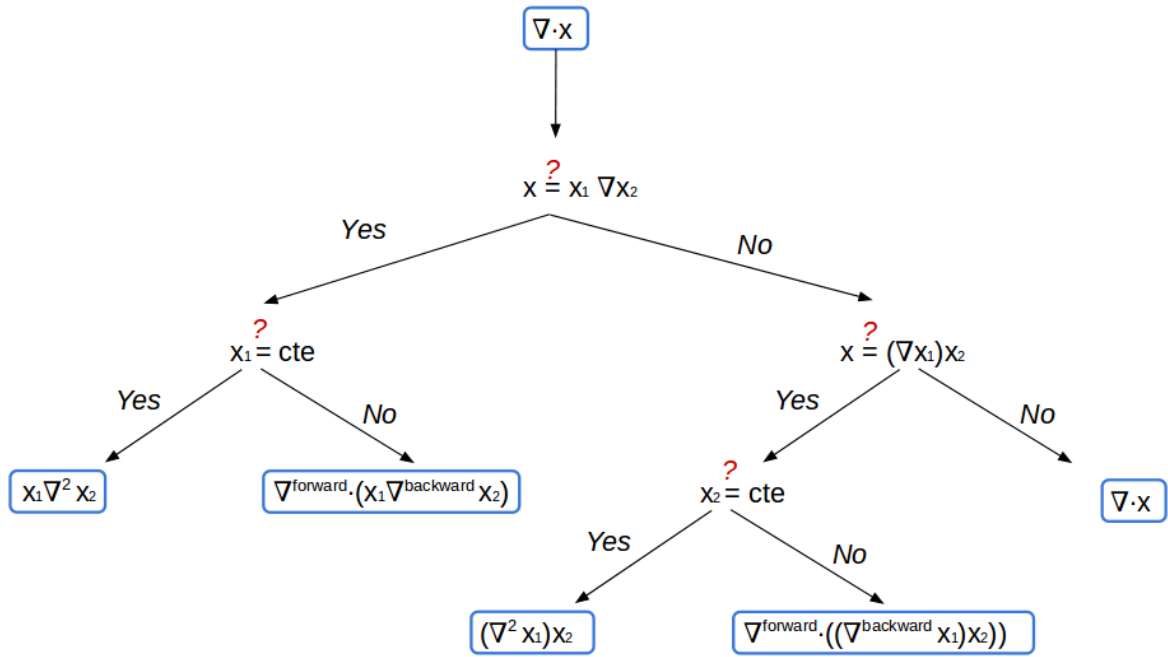 ∇·x
?
x = x₁ ∇x₂
Yes
No
?
x₁ = cte
?
x = (∇x₁)x₂
Yes
No
Yes
No
x₁∇² x₂
∇ᶠᵒʳʷᵃʳᵈ·(x₁∇ᵇᵃᶜᵏʷᵃʳᵈ x₂)
?
x₂ = cte
∇·x
Yes
No
(∇² x₁)x₂
∇ᶠᵒʳʷᵃʳᵈ·((∇ᵇᵃᶜᵏʷᵃʳᵈ x₁)x₂))